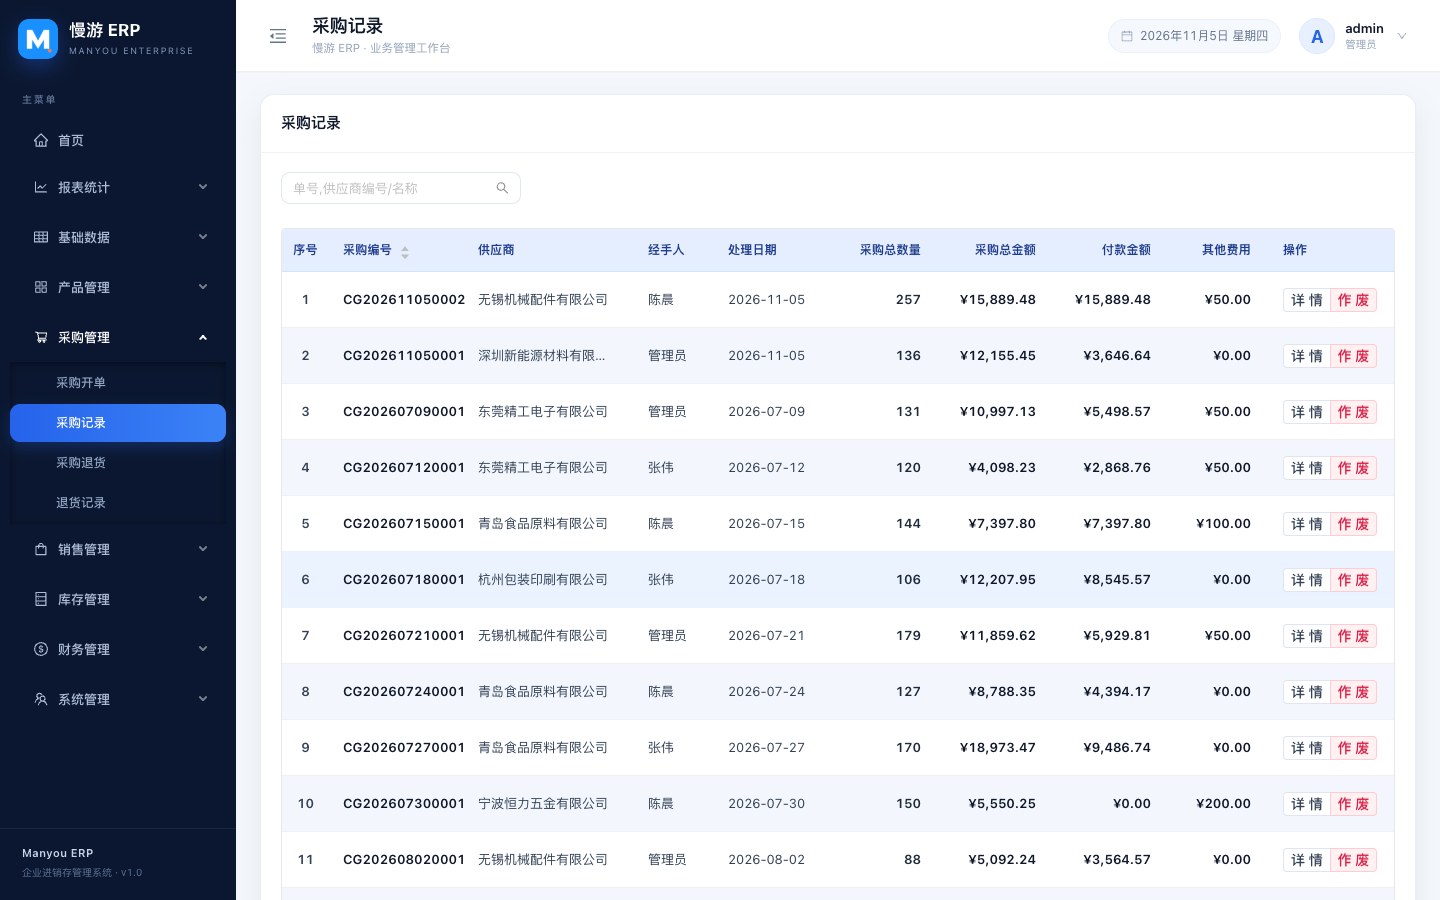 慢游 ERP
MANYOU ENTERPRISE
主菜单
首页
报表统计
基础数据
产品管理
采购管理
采购开单
采购记录
采购退货
退货记录
销售管理
库存管理
财务管理
系统管理
Manyou ERP
企业进销存管理系统 · v1.0
采购记录
慢游 ERP · 业务管理工作台
2026年11月5日 星期四
A
admin
管理员
采购记录
单号,供应商编号/名称
序号 采购编号 供应商 经手人 处理日期 采购总数量 采购总金额 付款金额 其他费用 操作
1 CG202611050002 无锡机械配件有限公司 陈晨 2026-11-05 257 ¥15,889.48 ¥15,889.48 ¥50.00 详情 作废
2 CG202611050001 深圳新能源材料有限... 管理员 2026-11-05 136 ¥12,155.45 ¥3,646.64 ¥0.00 详情 作废
3 CG202607090001 东莞精工电子有限公司 管理员 2026-07-09 131 ¥10,997.13 ¥5,498.57 ¥50.00 详情 作废
4 CG202607120001 东莞精工电子有限公司 张伟 2026-07-12 120 ¥4,098.23 ¥2,868.76 ¥50.00 详情 作废
5 CG202607150001 青岛食品原料有限公司 陈晨 2026-07-15 144 ¥7,397.80 ¥7,397.80 ¥100.00 详情 作废
6 CG202607180001 杭州包装印刷有限公司 张伟 2026-07-18 106 ¥12,207.95 ¥8,545.57 ¥0.00 详情 作废
7 CG202607210001 无锡机械配件有限公司 管理员 2026-07-21 179 ¥11,859.62 ¥5,929.81 ¥50.00 详情 作废
8 CG202607240001 青岛食品原料有限公司 陈晨 2026-07-24 127 ¥8,788.35 ¥4,394.17 ¥0.00 详情 作废
9 CG202607270001 青岛食品原料有限公司 张伟 2026-07-27 170 ¥18,973.47 ¥9,486.74 ¥0.00 详情 作废
10 CG202607300001 宁波恒力五金有限公司 陈晨 2026-07-30 150 ¥5,550.25 ¥0.00 ¥200.00 详情 作废
11 CG202608020001 无锡机械配件有限公司 管理员 2026-08-02 88 ¥5,092.24 ¥3,564.57 ¥0.00 详情 作废